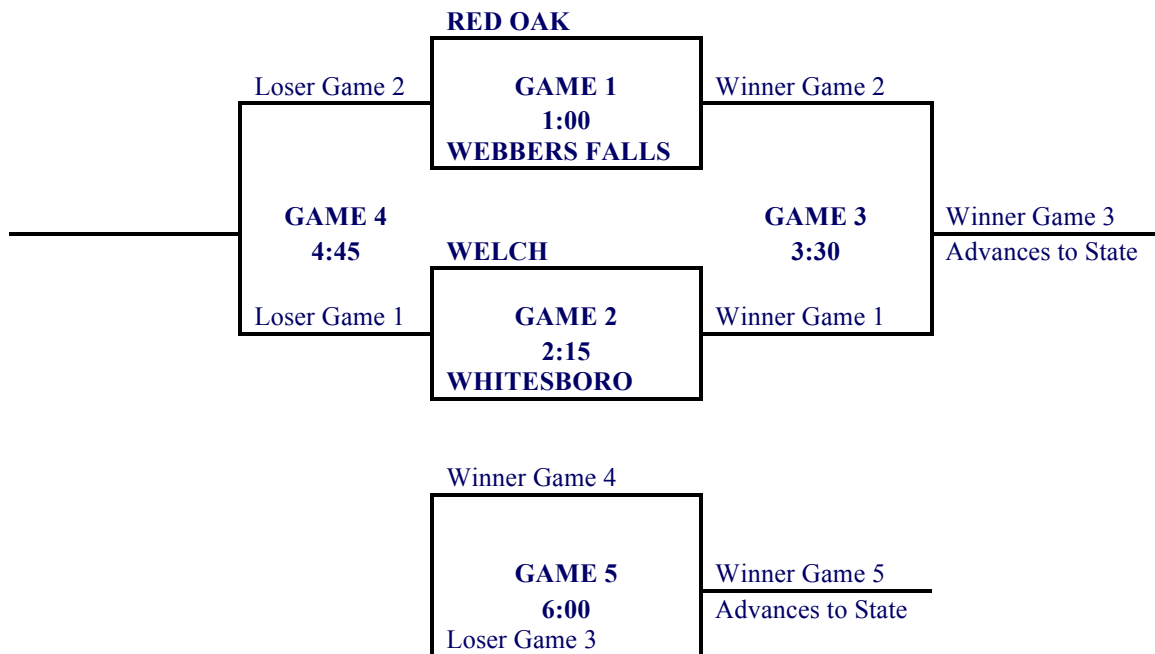 RED OAK
Loser Game 2
GAME 1
Winner Game 2
1:00
WEBBERS FALLS
GAME 4
GAME 3
Winner Game 3
4:45
WELCH
3:30
Advances to State
Loser Game 1
GAME 2
Winner Game 1
2:15
WHITESBORO
Winner Game 4
GAME 5
Winner Game 5
6:00
Advances to State
Loser Game 3